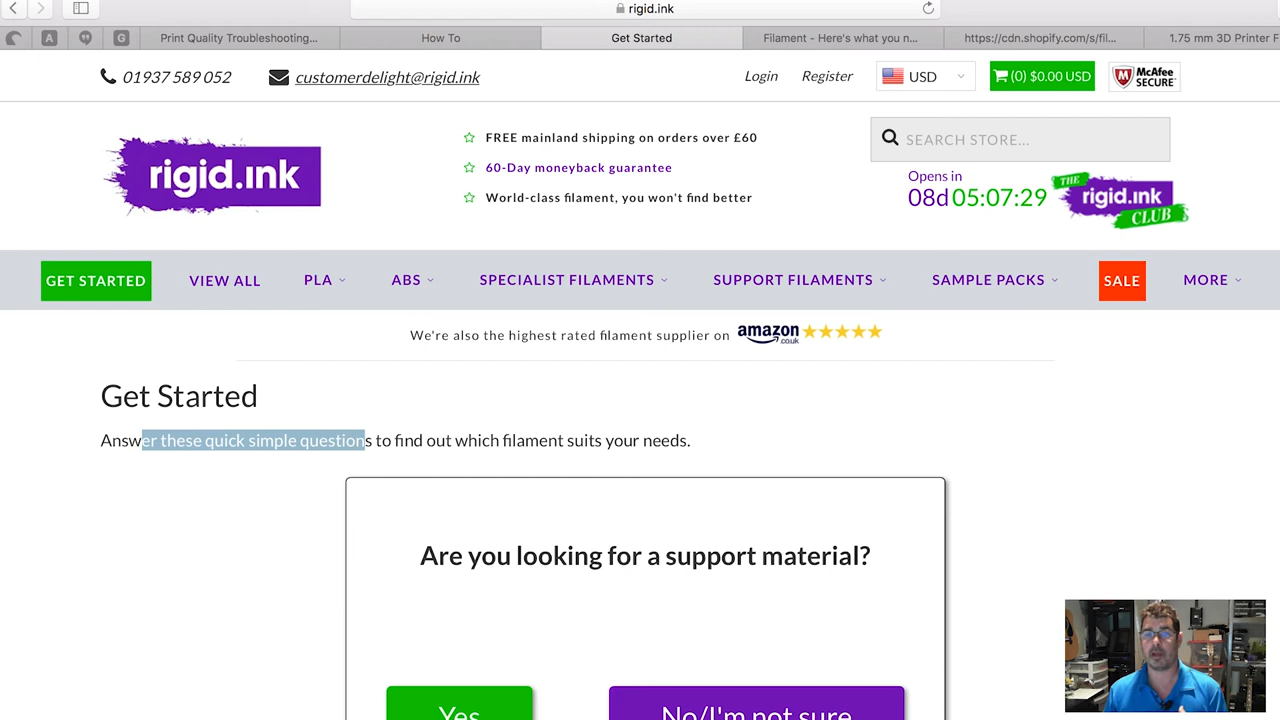 rigid.ink
A
G
Print Quality Troubleshooting...
How To
Get Started
Filament - Here's what you n...
https://cdn.shopify.com/s/fil...
1.75 mm 3D Printer F
01937 589 052
customerdelight@rigid.ink
Login
Register
USD
(0) $0.00 USD
McAfee
SECURE
rigid.ink
FREE mainland shipping on orders over £60
60-Day moneyback guarantee
World-class filament, you won't find better
SEARCH STORE...
Opens in
08d 05:07:29
THE
rigid.ink
CLUB
GET STARTED
VIEW ALL
PLA
ABS
SPECIALIST FILAMENTS
SUPPORT FILAMENTS
SAMPLE PACKS
SALE
MORE
We're also the highest rated filament supplier on
amazon
.co.uk
Get Started
Answer these quick simple questions to find out which filament suits your needs.
Are you looking for a support material?
Yes
No/I'm not sure